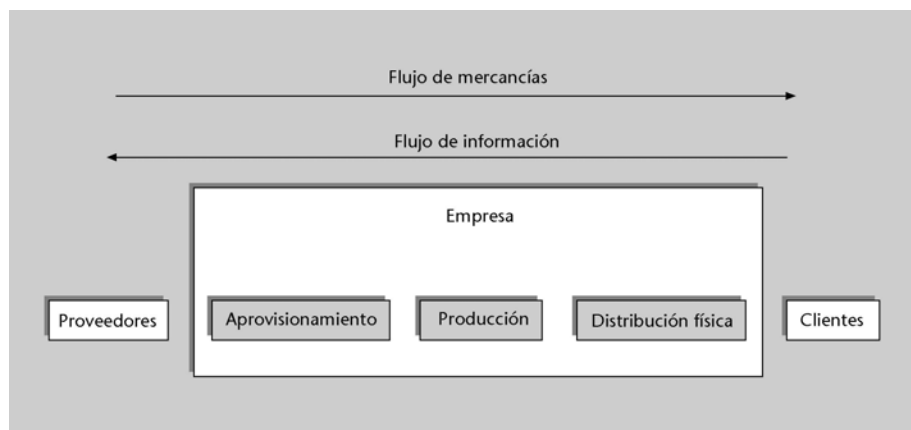 Flujo de mercancías
Flujo de información
Empresa
Proveedores
Aprovisionamiento
Producción
Distribución física
Clientes